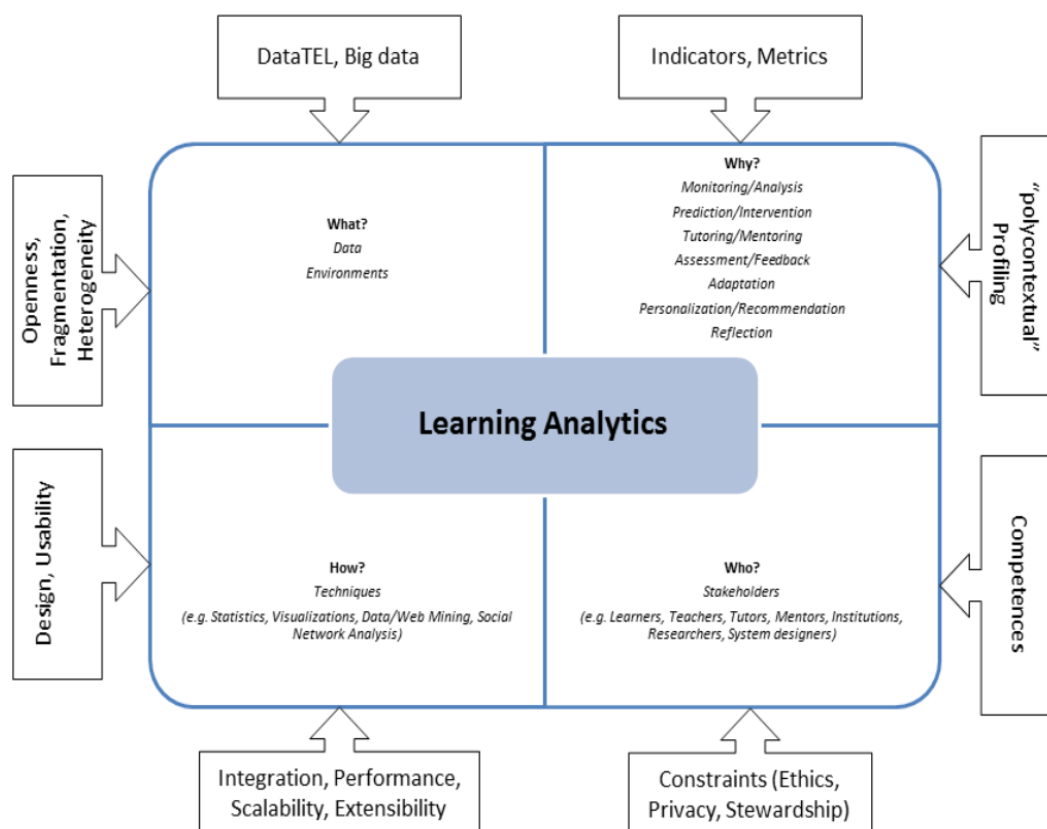 DataTEL, Big data
Indicators, Metrics
Openness,
Fragmentation,
Heterogeneity
What?
Data
Environments
Why?
Monitoring/Analysis
Prediction/Intervention
Tutoring/Mentoring
Assessment/Feedback
Adaptation
Personalization/Recommendation
Reflection
“polycontextual”
Profiling
Learning Analytics
Design, Usability
How?
Techniques
(e.g. Statistics, Visualizations, Data/Web Mining, Social
Network Analysis)
Who?
Stakeholders
(e.g. Learners, Teachers, Tutors, Mentors, Institutions,
Researchers, System designers)
Competences
Integration, Performance,
Scalability, Extensibility
Constraints (Ethics,
Privacy, Stewardship)